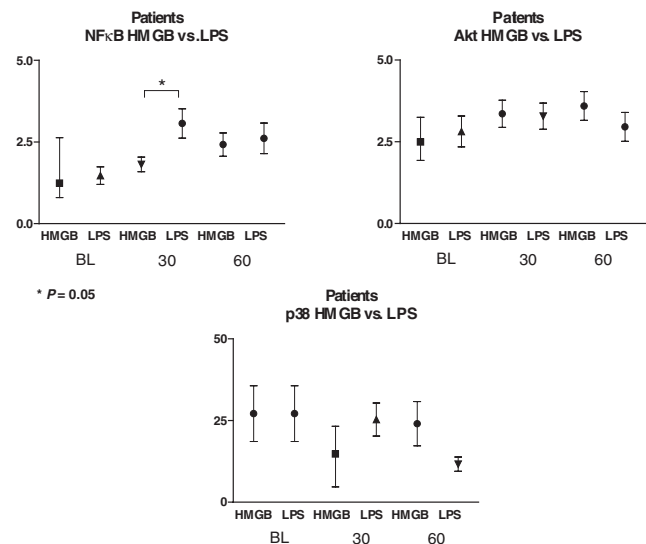 Patients
NFκB HMGB vs.LPS
5.0
*
2.5
0.0
HMGB LPS HMGB LPS HMGB LPS
BL 30 60
* P = 0.05
Patients
Akt HMGB vs. LPS
5.0
2.5
0.0
HMGB LPS HMGB LPS HMGB LPS
BL 30 60
Patients
p38 HMGB vs. LPS
50
25
0
HMGB LPS HMGB LPS HMGB LPS
BL 30 60